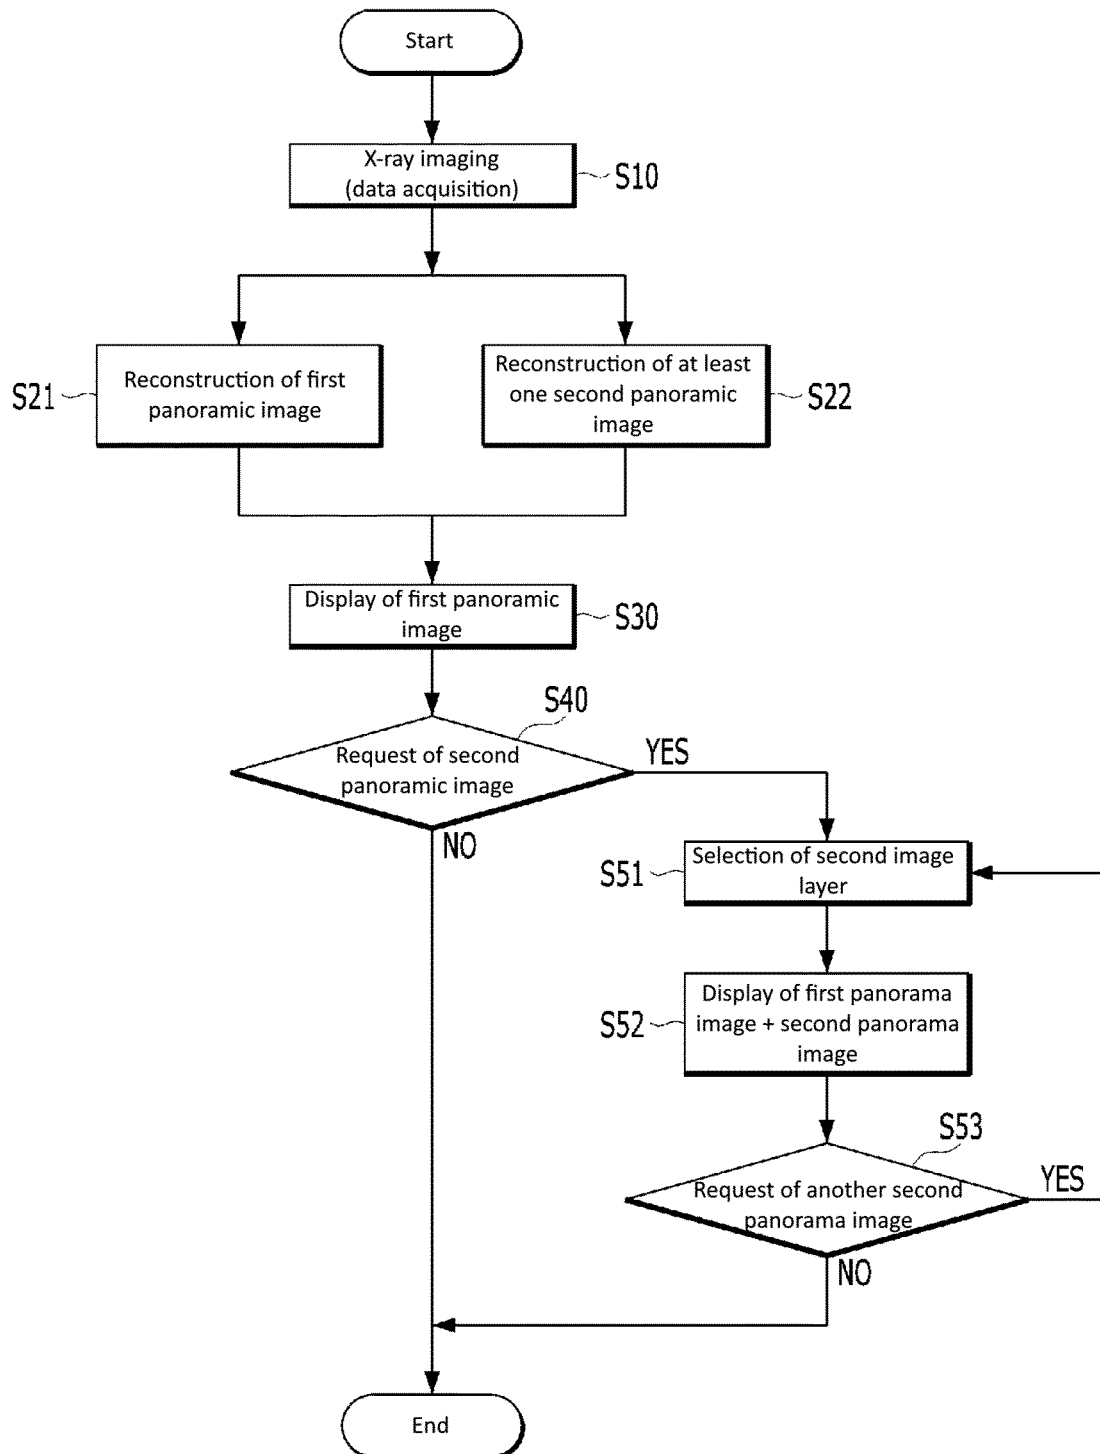 Start
X-ray imaging
(data acquisition)
S10
Reconstruction of first
panoramic image
S21
Reconstruction of at least
one second panoramic
image
S22
Display of first panoramic
image
S30
S40
Request of second
panoramic image
YES
NO
Selection of second image
layer
S51
Display of first panorama
image + second panorama
image
S52
S53
Request of another second
panorama image
YES
NO
End